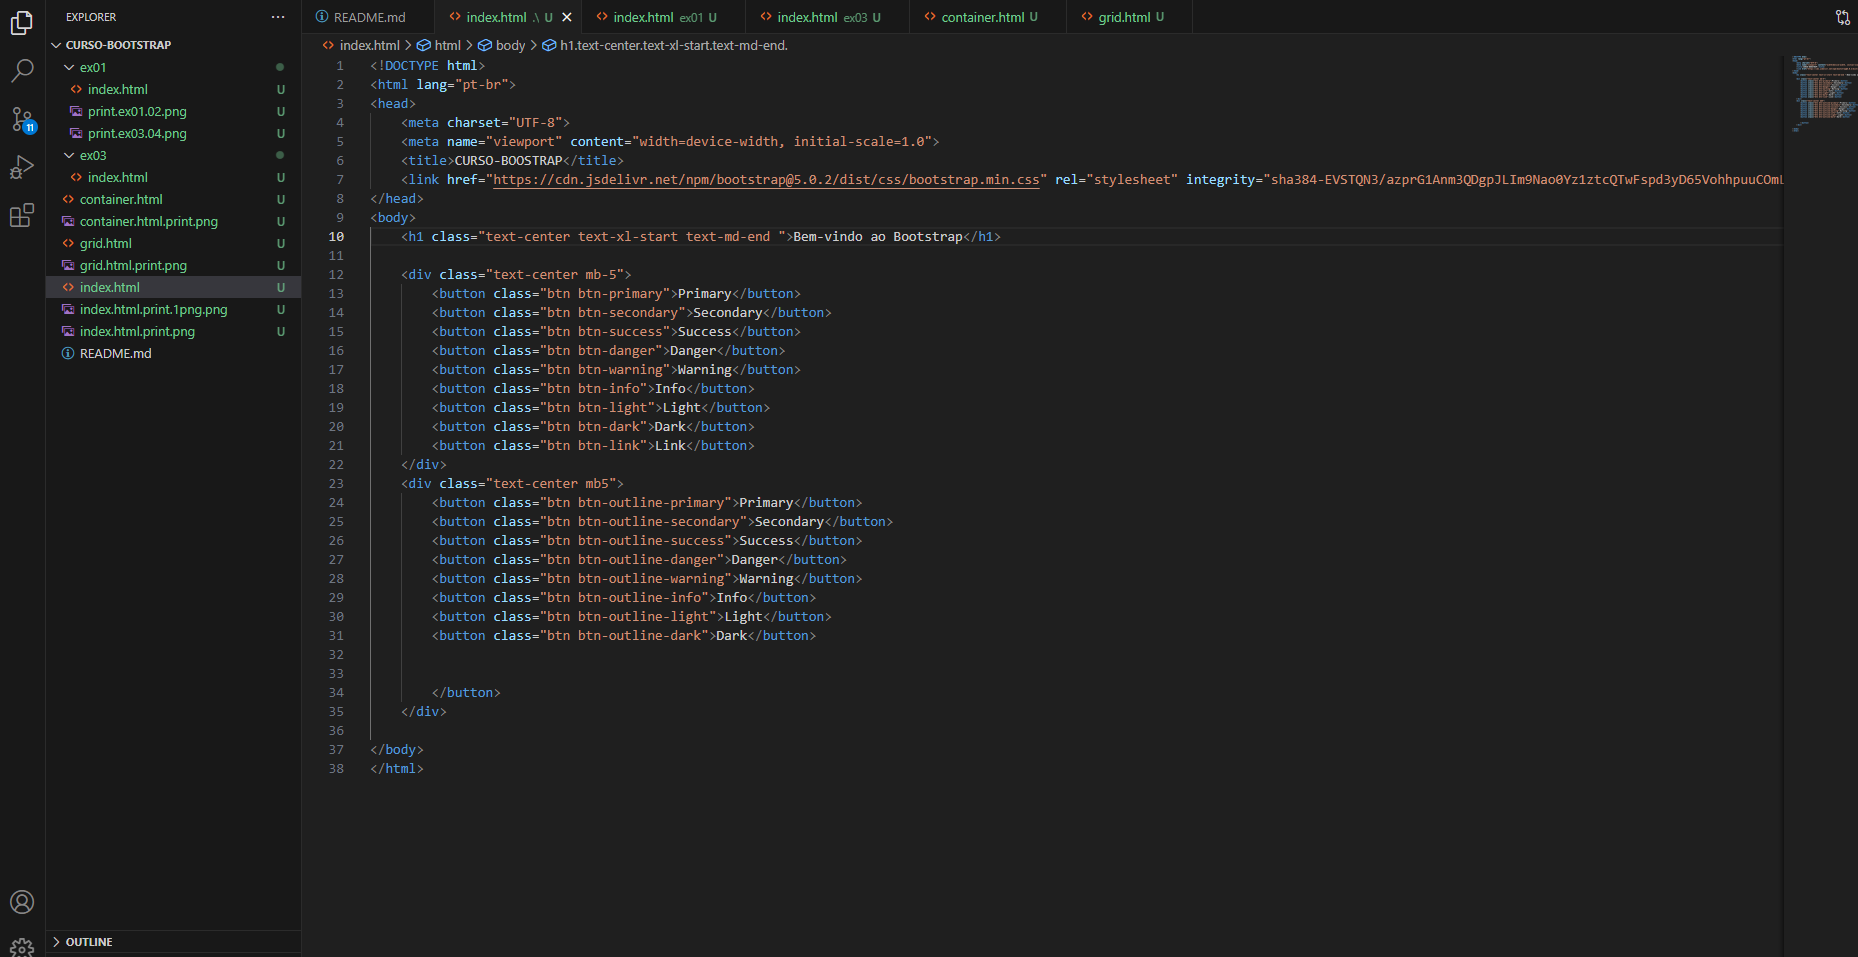 EXPLORER
CURSO-BOOTSTRAP
ex01
index.html U
print.ex01.02.png U
print.ex03.04.png U
ex03
index.html U
container.html U
container.html.print.png U
grid.html U
grid.html.print.png U
index.html U
index.html.print.1png.png U
index.html.print.png U
README.md
OUTLINE
11
README.md index.html .\ U index.html ex01 U index.html ex03 U container.html U grid.html U
index.html > html > body > h1.text-center.text-xl-start.text-md-end.
1 <!DOCTYPE html>
2 <html lang="pt-br">
3 <head>
4 <meta charset="UTF-8">
5 <meta name="viewport" content="width=device-width, initial-scale=1.0">
6 <title>CURSO-BOOSTRAP</title>
7 <link href="https://cdn.jsdelivr.net/npm/bootstrap@5.0.2/dist/css/bootstrap.min.css" rel="stylesheet" integrity="sha384-EVSTQN3/azprG1Anm3QDgpJLIm9Nao0Yz1ztcQTwFspd3yD65VohhpuuCOmL
8 </head>
9 <body>
10 <h1 class="text-center text-xl-start text-md-end ">Bem-vindo ao Bootstrap</h1>
11
12 <div class="text-center mb-5">
13 <button class="btn btn-primary">Primary</button>
14 <button class="btn btn-secondary">Secondary</button>
15 <button class="btn btn-success">Success</button>
16 <button class="btn btn-danger">Danger</button>
17 <button class="btn btn-warning">Warning</button>
18 <button class="btn btn-info">Info</button>
19 <button class="btn btn-light">Light</button>
20 <button class="btn btn-dark">Dark</button>
21 <button class="btn btn-link">Link</button>
22 </div>
23 <div class="text-center mb5">
24 <button class="btn btn-outline-primary">Primary</button>
25 <button class="btn btn-outline-secondary">Secondary</button>
26 <button class="btn btn-outline-success">Success</button>
27 <button class="btn btn-outline-danger">Danger</button>
28 <button class="btn btn-outline-warning">Warning</button>
29 <button class="btn btn-outline-info">Info</button>
30 <button class="btn btn-outline-light">Light</button>
31 <button class="btn btn-outline-dark">Dark</button>
32
33
34 </button>
35 </div>
36
37 </body>
38 </html>